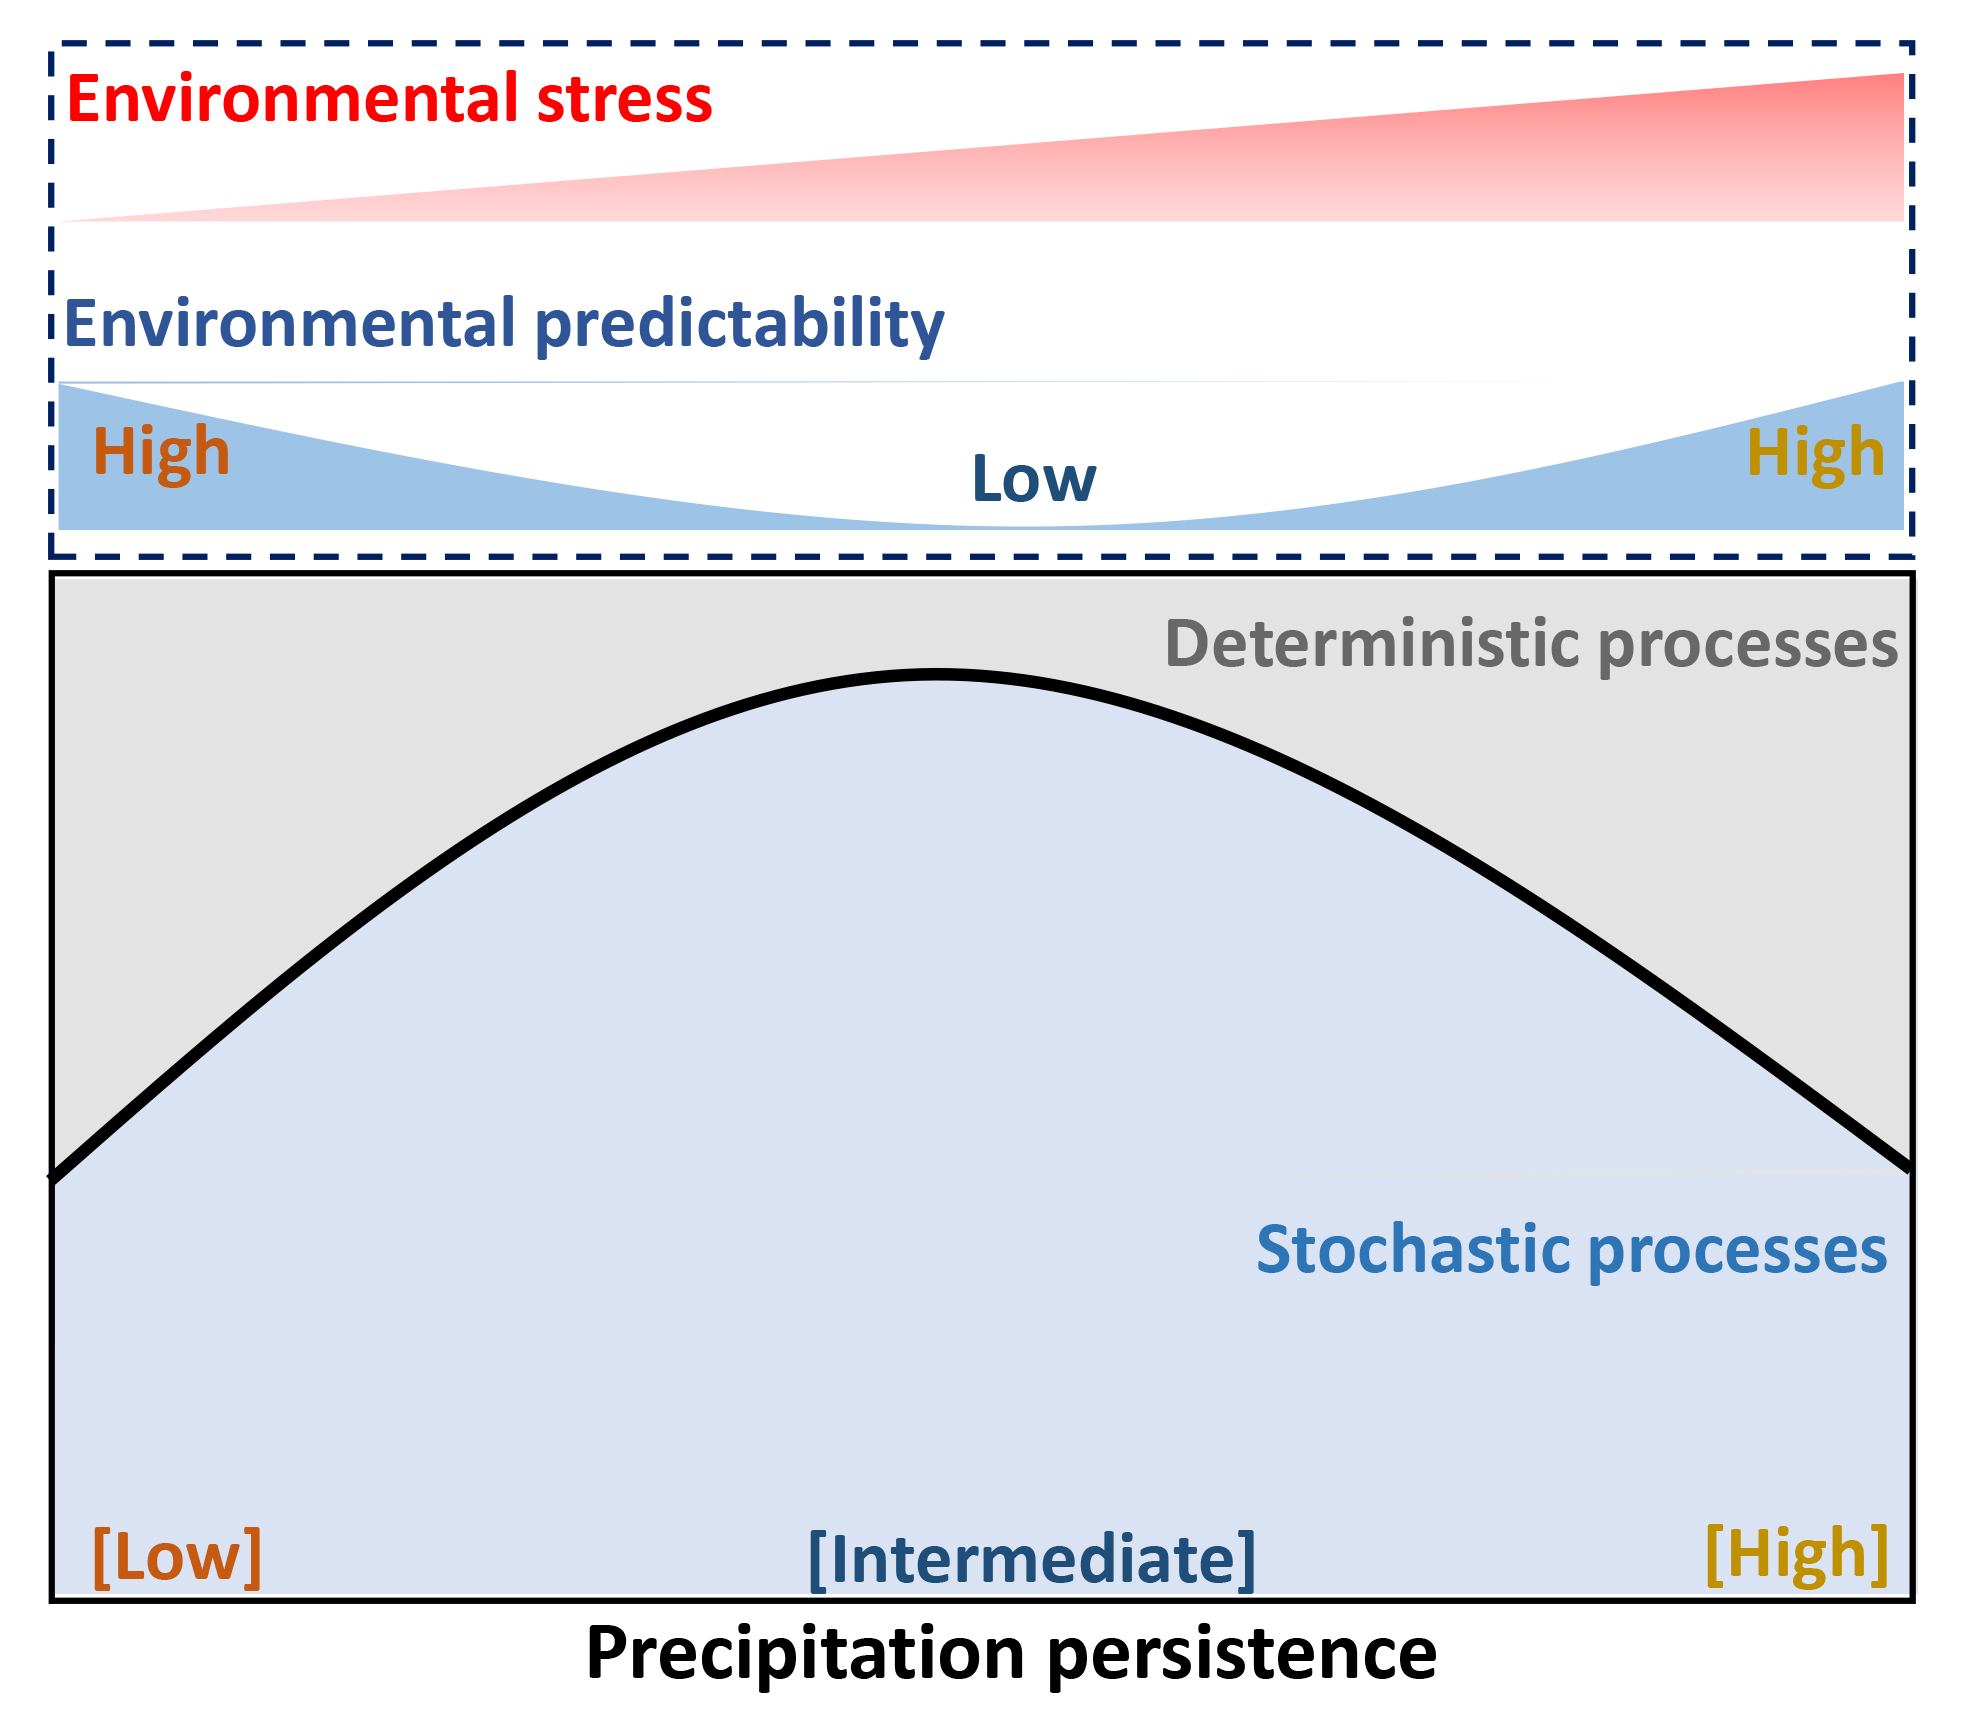 Environmental stress
Environmental predictability
High
Low
High
Deterministic processes
Stochastic processes
[Low]
[Intermediate]
[High]
Precipitation persistence